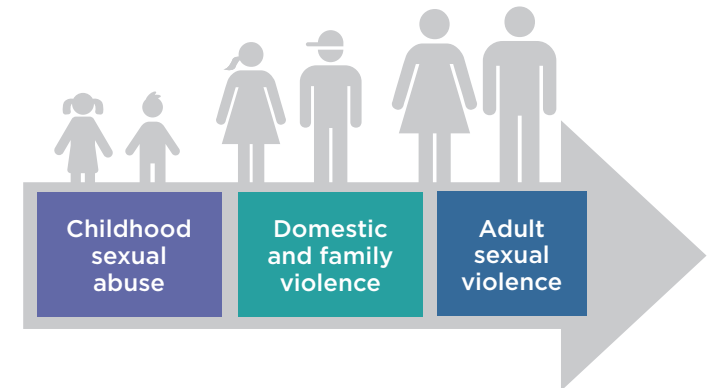 Childhood
sexual
abuse
Domestic
and family
violence
Adult
sexual
violence